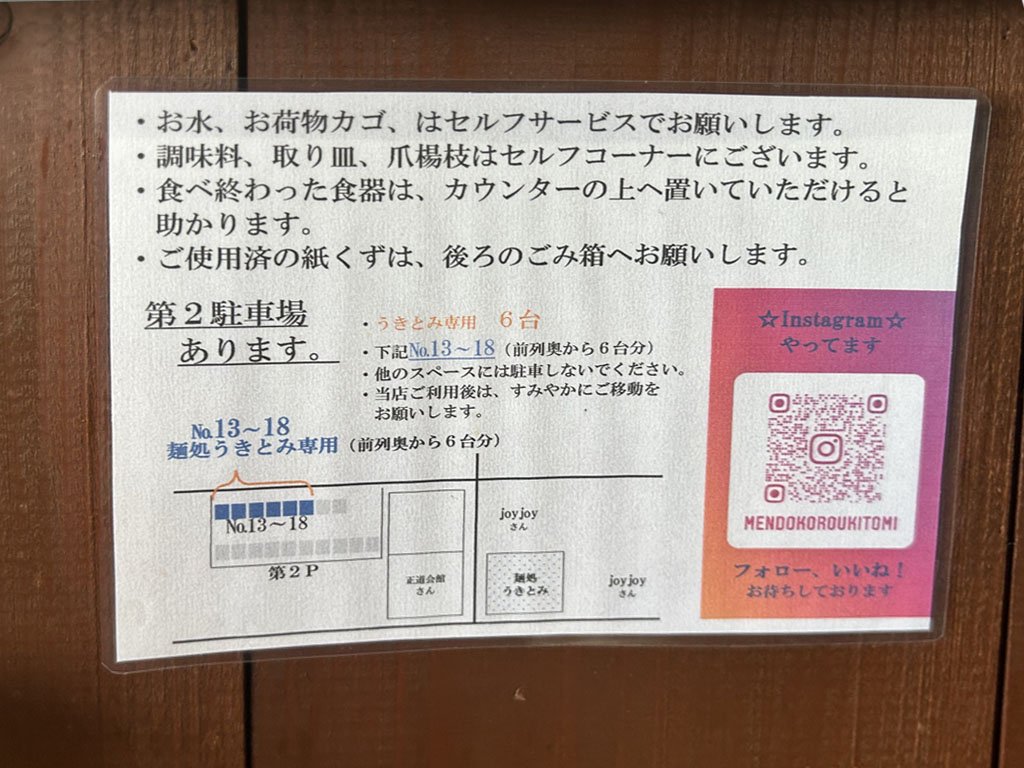 ・お水、お荷物カゴ、はセルフサービスでお願いします。
・調味料、取り皿、爪楊枝はセルフコーナーにございます。
・食べ終わった食器は、カウンターの上へ置いていただけると
助かります。
・ご使用済の紙くずは、後ろのごみ箱へお願いします。
第２駐車場
あります。
・うきとみ専用　６台
・下記№13～18（前列奥から６台分）
・他のスペースには駐車しないでください。
・当店ご利用後は、すみやかにご移動を
お願いします。
№13～18
麺処うきとみ専用（前列奥から６台分）
№13～18
第２Ｐ
正道会館
さん
joyjoy
さん
麺処
うきとみ
joyjoy
さん
☆Instagram☆
やってます
MENDOKOROUKITOMI
フォロー、いいね！
お待ちしております